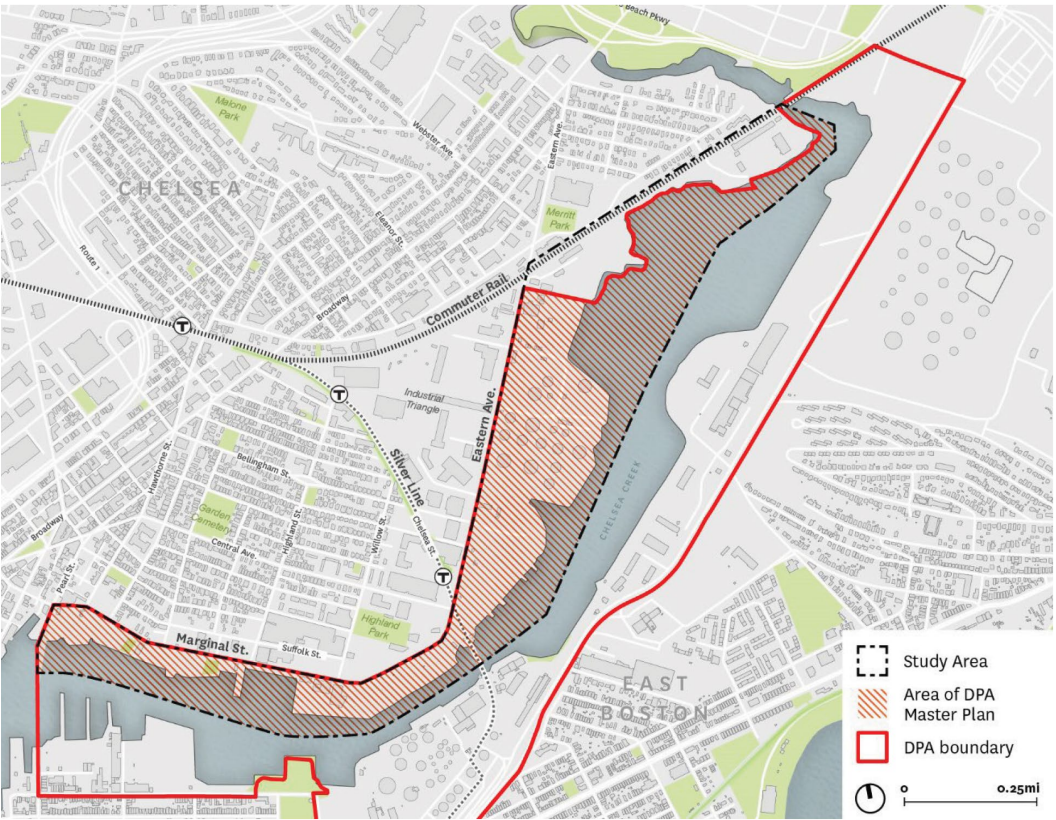 Beach Pkwy
Malone
Park
Webster Ave.
Eastern Ave.
CHELSEA
Merritt
Park
Eleanor St.
Route 1
Commuter Rail
Broadway
T
T
Industrial
Triangle
Eastern Ave.
Silver Line
Hawthorne St.
Bellingham St.
CHELSEA CREEK
Garden
Cemetery
Highland St.
Willow St.
Chelsea St.
Broadway
Central Ave.
T
Pearl St.
Highland
Park
Marginal St.
Suffolk St.
EAST
BOSTON
Study Area
Area of DPA
Master Plan
DPA boundary
0 0.25mi